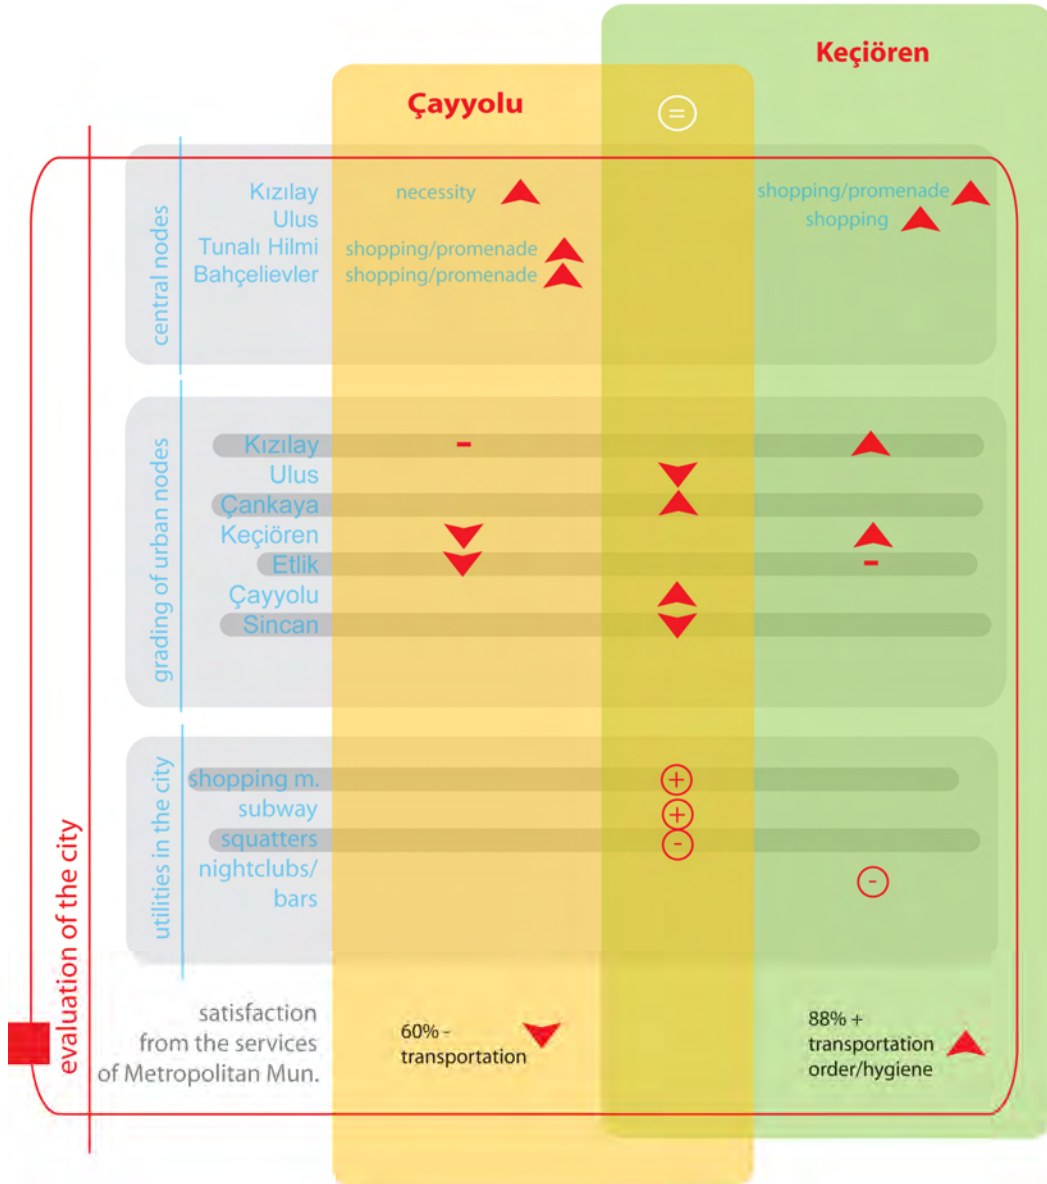 Keçiören
Çayyolu
=
evaluation of the city
central nodes
Kızılay necessity shopping/promenade
Ulus shopping
Tunalı Hilmi shopping/promenade
Bahçelievler shopping/promenade
grading of urban nodes
Kızılay -
Ulus
Çankaya
Keçiören
Etlik -
Çayyolu
Sincan
utilities in the city
shopping m. +
subway +
squatters -
nightclubs/ -
bars
satisfaction
from the services
of Metropolitan Mun.
60% -
transportation
88% +
transportation
order/hygiene